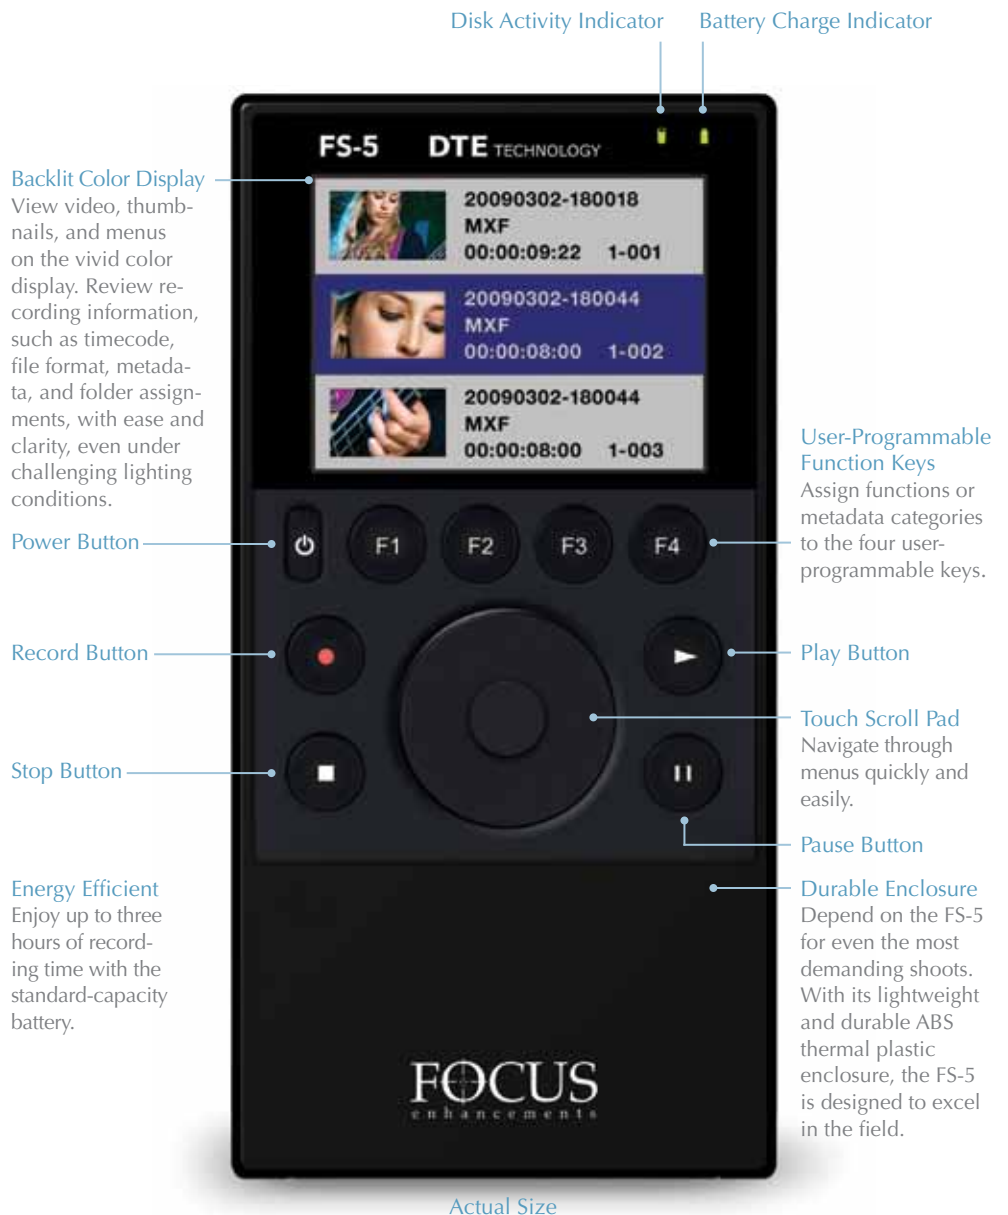 Disk Activity Indicator
Battery Charge Indicator
FS-5
DTE TECHNOLOGY
Backlit Color Display
View video, thumb-
nails, and menus
on the vivid color
display. Review re-
cording information,
such as timecode,
file format, metada-
ta, and folder assign-
ments, with ease and
clarity, even under
challenging lighting
conditions.
20090302-180018
MXF
00:00:09:22 1-001
20090302-180044
MXF
00:00:08:00 1-002
20090302-180044
MXF
00:00:08:00 1-003
User-Programmable
Function Keys
Assign functions or
metadata categories
to the four user-
programmable keys.
Power Button
F1
F2
F3
F4
Record Button
Play Button
Touch Scroll Pad
Navigate through
menus quickly and
easily.
Stop Button
Pause Button
Energy Efficient
Enjoy up to three
hours of record-
ing time with the
standard-capacity
battery.
Durable Enclosure
Depend on the FS-5
for even the most
demanding shoots.
With its lightweight
and durable ABS
thermal plastic
enclosure, the FS-5
is designed to excel
in the field.
FOCUS
enhancements
Actual Size